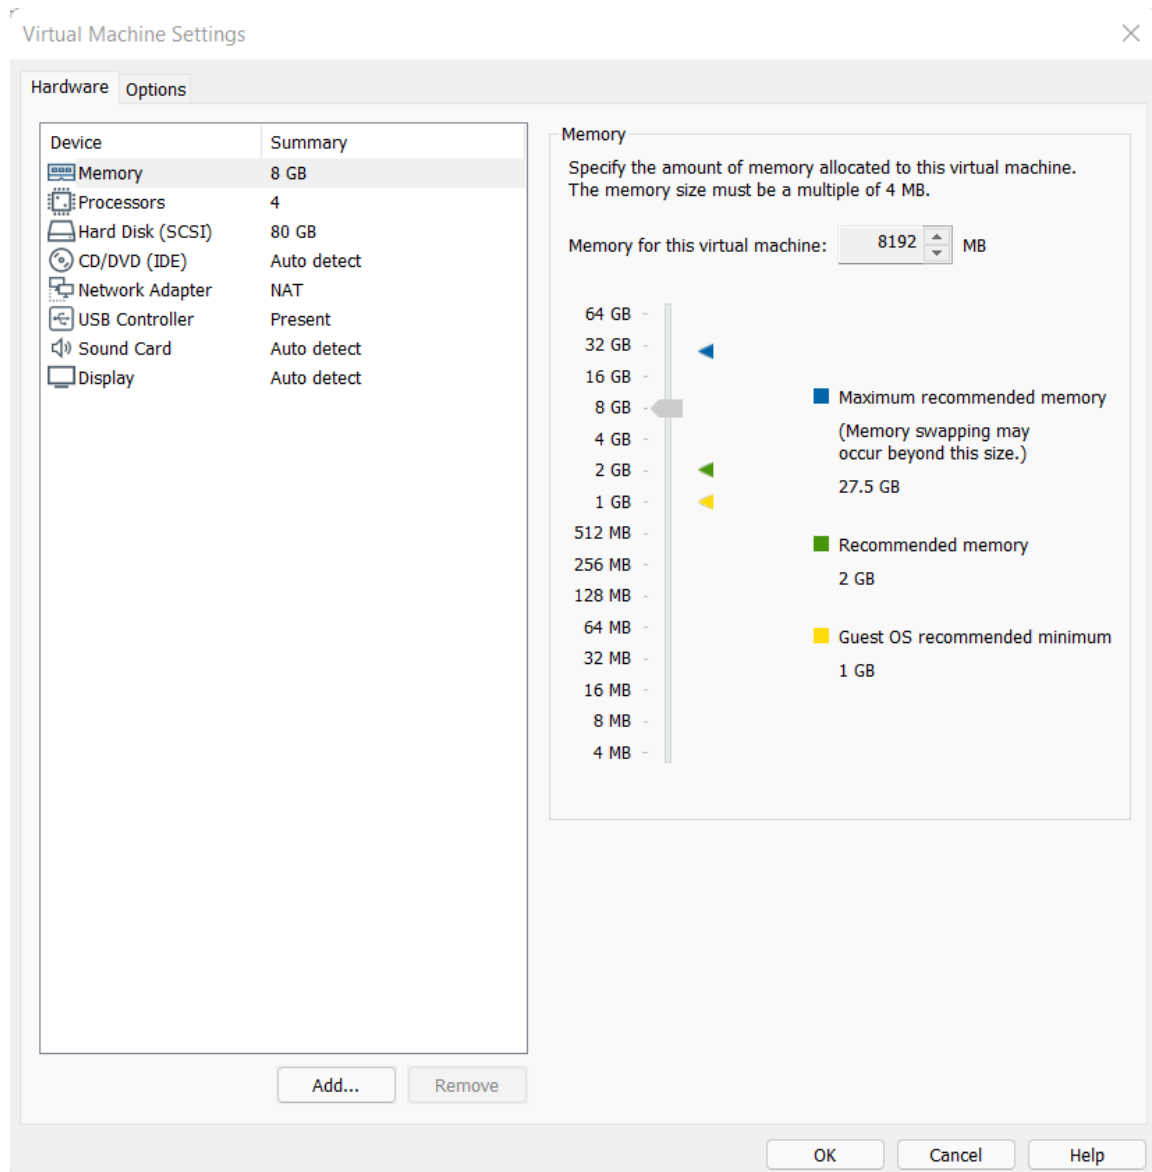 Virtual Machine Settings
Hardware Options
Device Summary
Memory 8 GB
Processors 4
Hard Disk (SCSI) 80 GB
CD/DVD (IDE) Auto detect
Network Adapter NAT
USB Controller Present
Sound Card Auto detect
Display Auto detect
Add... Remove
Memory
Specify the amount of memory allocated to this virtual machine.
The memory size must be a multiple of 4 MB.
Memory for this virtual machine: 8192 MB
64 GB
32 GB
16 GB
8 GB
4 GB
2 GB
1 GB
512 MB
256 MB
128 MB
64 MB
32 MB
16 MB
8 MB
4 MB
Maximum recommended memory
(Memory swapping may
occur beyond this size.)
27.5 GB
Recommended memory
2 GB
Guest OS recommended minimum
1 GB
OK Cancel Help